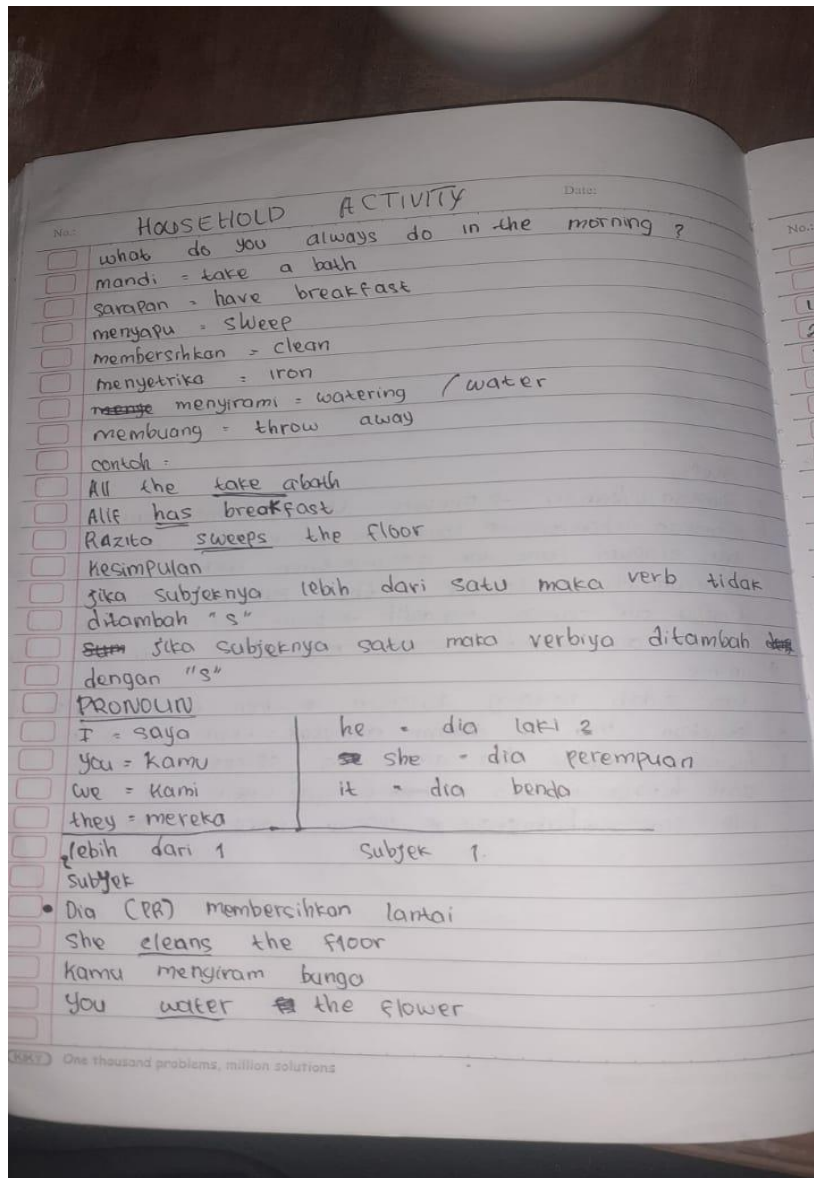 No.:
Date:
HOUSEHOLD ACTIVITY
what do you always do in the morning ?
mandi = take a bath
sarapan = have breakfast
menyapu = sweep
membersihkan = clean
menyetrika = iron
menyirami = watering / water
membuang = throw away
contoh =
All the take a bath
Alif has breakfast
Razito sweeps the floor
Kesimpulan
jika subjeknya lebih dari satu maka verb tidak
ditambah "s"
jika subjeknya satu maka verbnya ditambah
dengan "s"
PRONOUN
I = saya he = dia laki 2
you = kamu she = dia perempuan
we = kami it = dia benda
they = mereka
lebih dari 1 subjek 1.
subyek
• Dia (PR) membersihkan lantai
She cleans the floor
Kamu mengiram bunga
you water the flower
KKY One thousand problems, million solutions
No.: